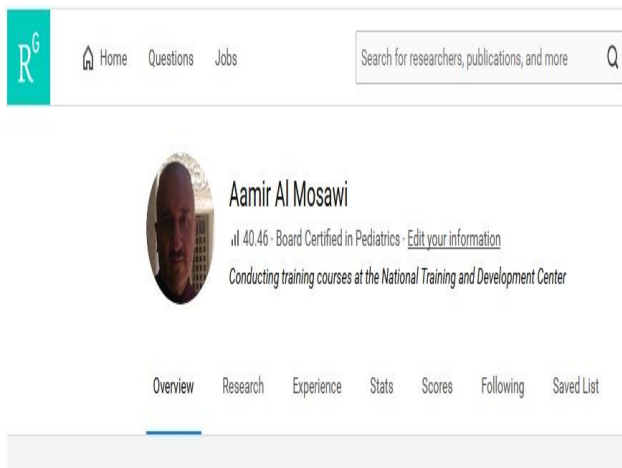 RG
Home Questions Jobs Search for researchers, publications, and more
Aamir Al Mosawi
40.46 · Board Certified in Pediatrics · Edit your information
Conducting training courses at the National Training and Development Center
Overview Research Experience Stats Scores Following Saved List